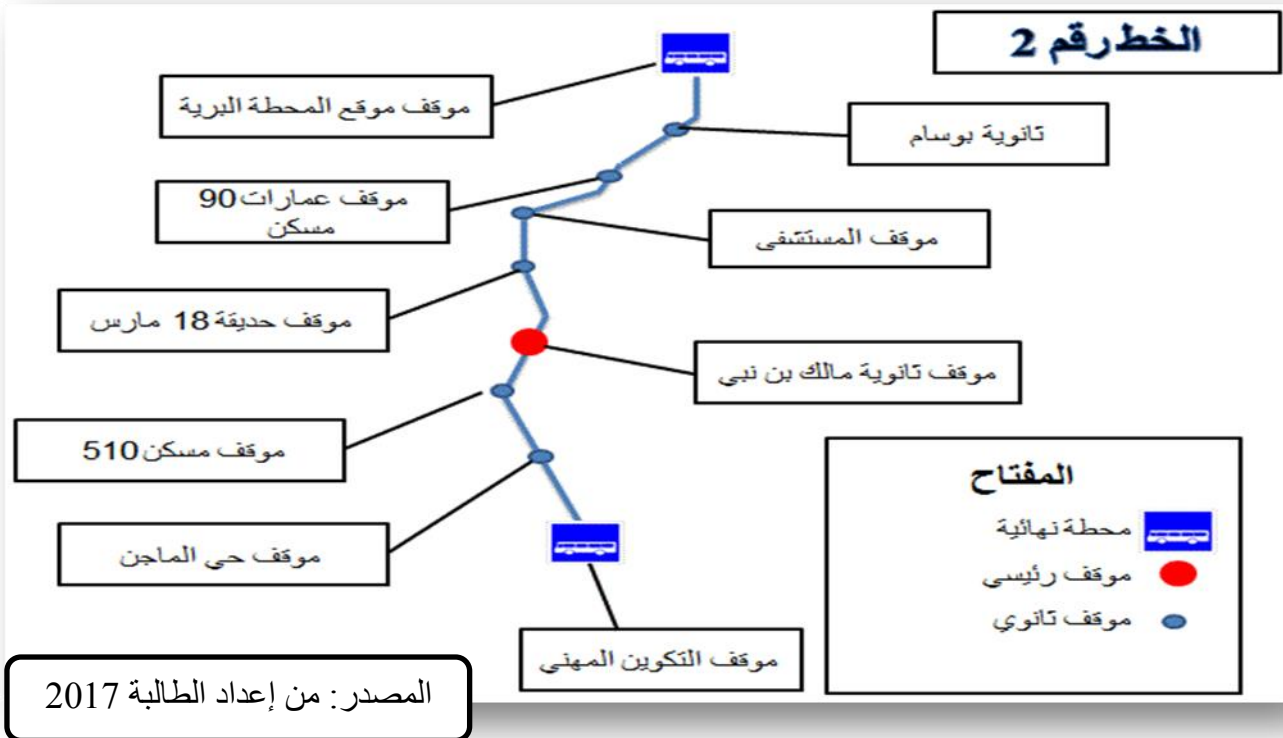 الخط رقم 2
موقف موقع المحطة البرية
ثانوية بوسام
موقف عمارات 90
مسكن
موقف المستشفى
موقف حديقة 18 مارس
موقف ثانوية مالك بن نبي
موقف مسكن 510
موقف حي الماجن
موقف التكوين المهني
المفتاح
محطة نهائية
موقف رئيسي
موقف ثانوي
المصدر: من إعداد الطالبة 2017